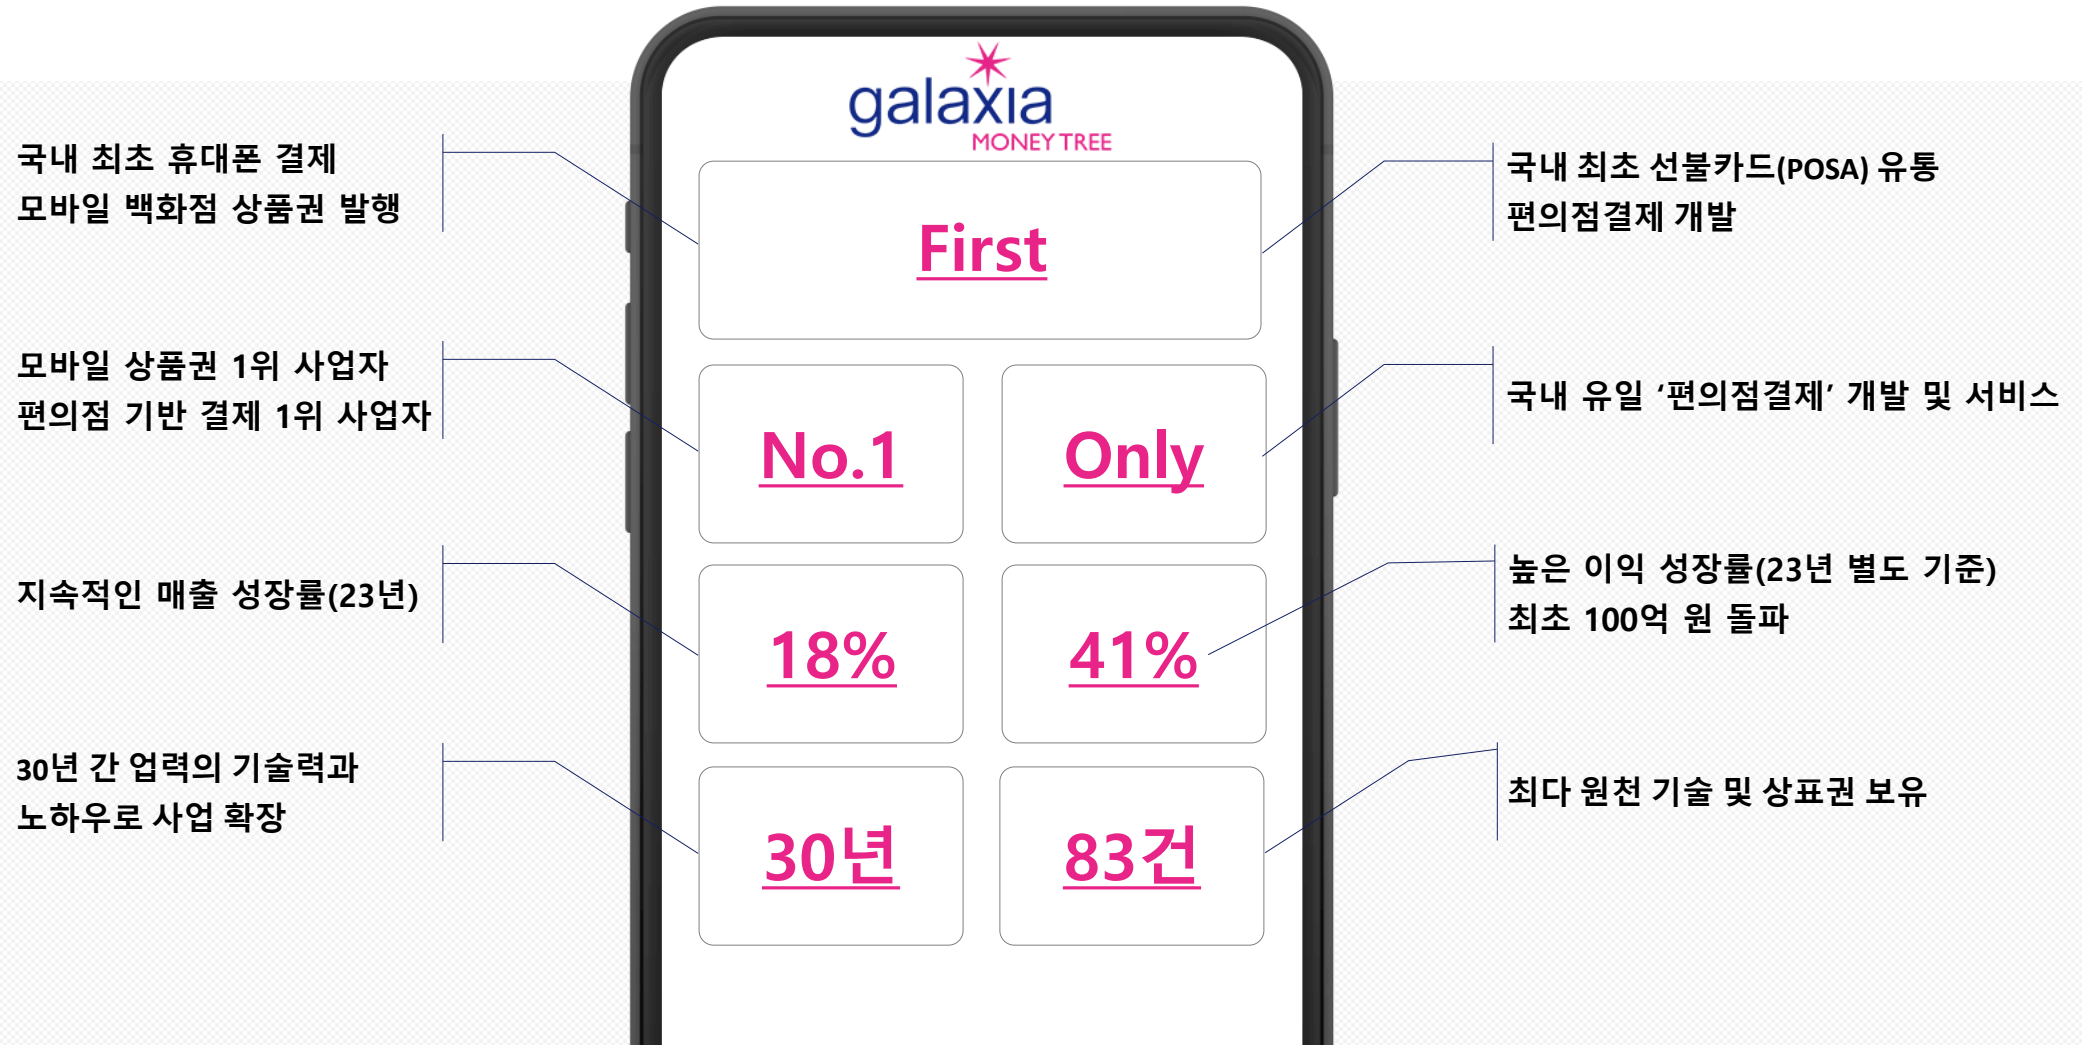 galaxia
MONEY TREE
국내 최초 휴대폰 결제
모바일 백화점 상품권 발행
First
국내 최초 선불카드(POSA) 유통
편의점결제 개발
모바일 상품권 1위 사업자
편의점 기반 결제 1위 사업자
No.1
Only
국내 유일 ‘편의점결제’ 개발 및 서비스
지속적인 매출 성장률(23년)
18%
41%
높은 이익 성장률(23년 별도 기준)
최초 100억 원 돌파
30년 간 업력의 기술력과
노하우로 사업 확장
30년
83건
최다 원천 기술 및 상표권 보유